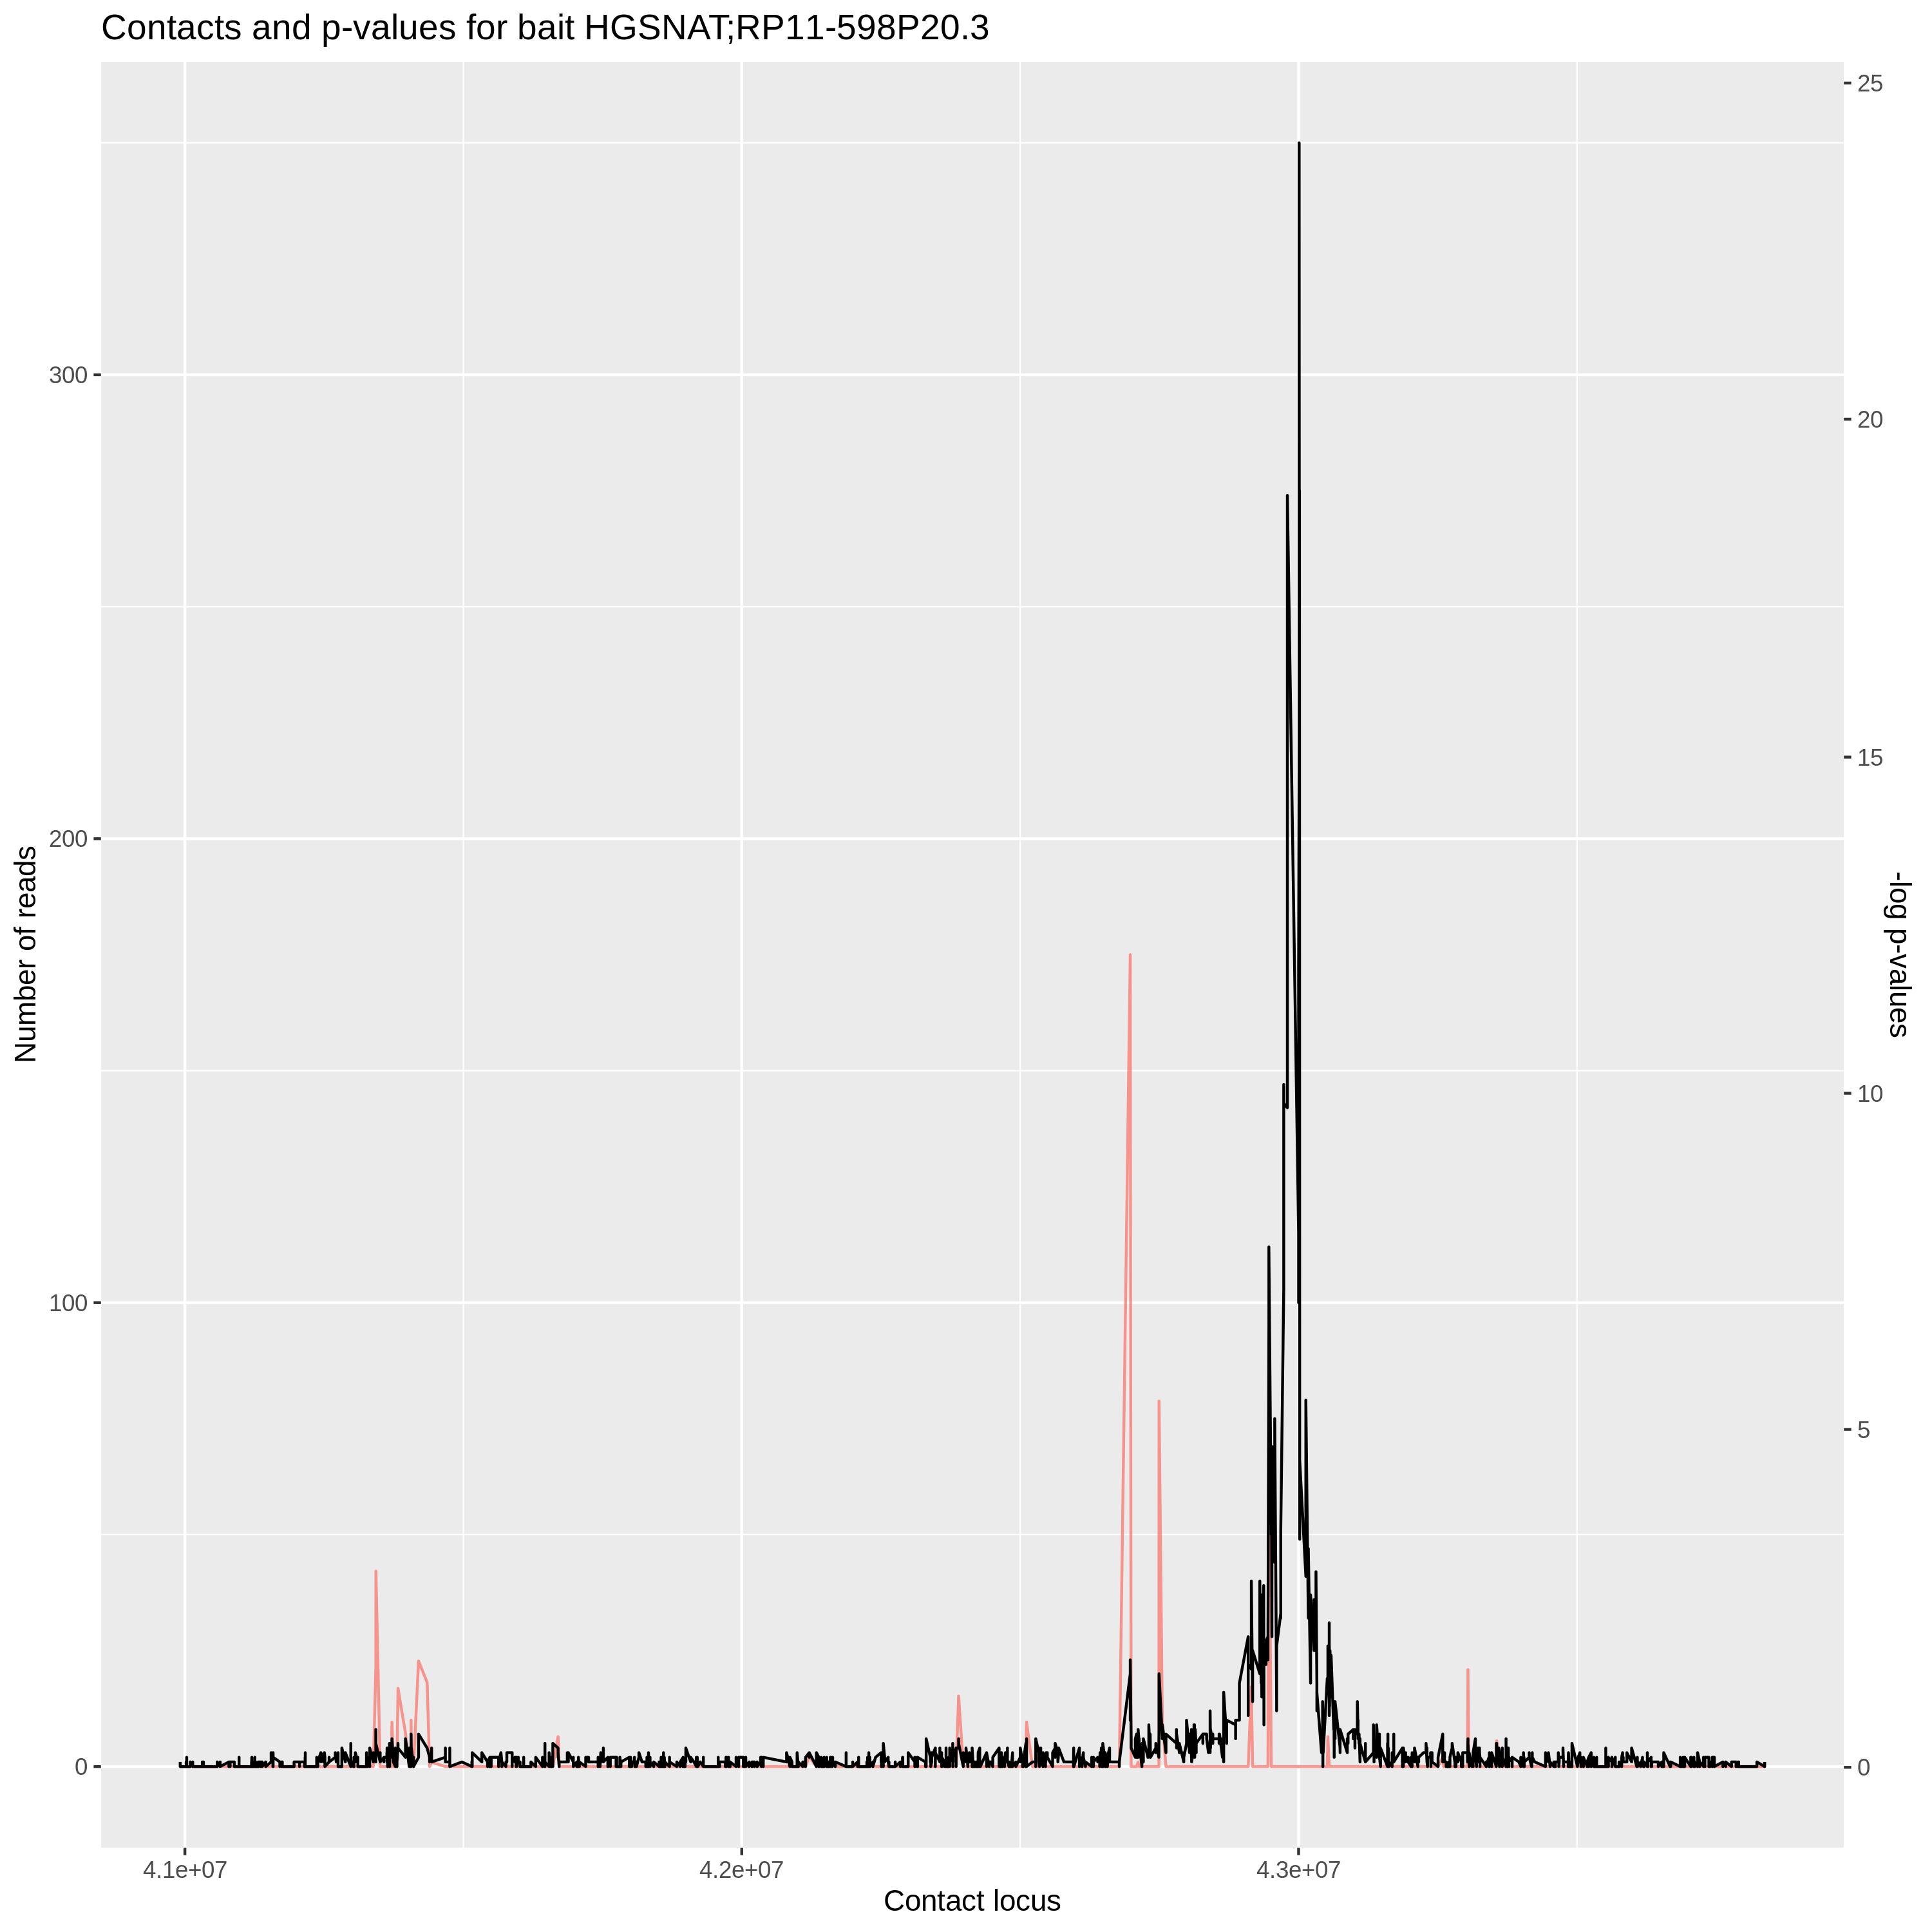 Contacts and p-values for bait HGSNAT;RP11-598P20.3
Number of reads
300
200
100
0
25
20
15
10
5
0
-log p-values
4.1e+07
4.2e+07
4.3e+07
Contact locus